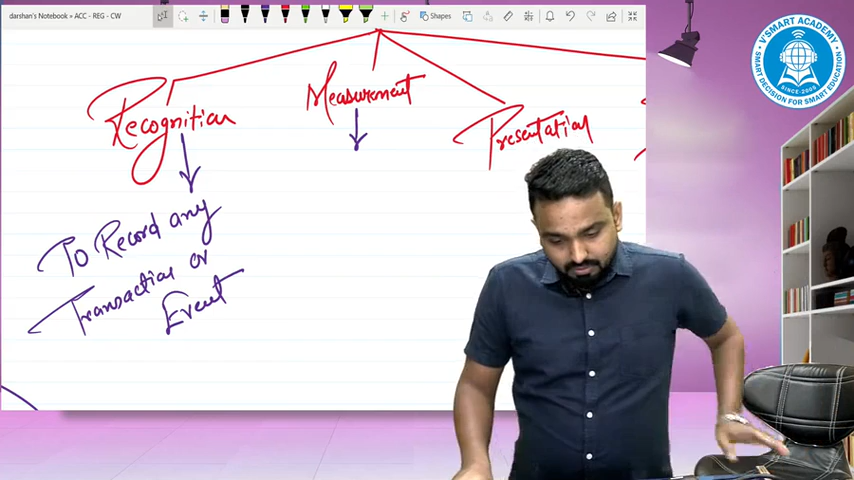 darshan's Notebook » ACC - REG - CW
Shapes
V'SMART ACADEMY
SMART DECISION FOR SMART EDUCATION
SINCE-2005
Recognition
Measurement
Presentation
To Record any
Transaction or
Event